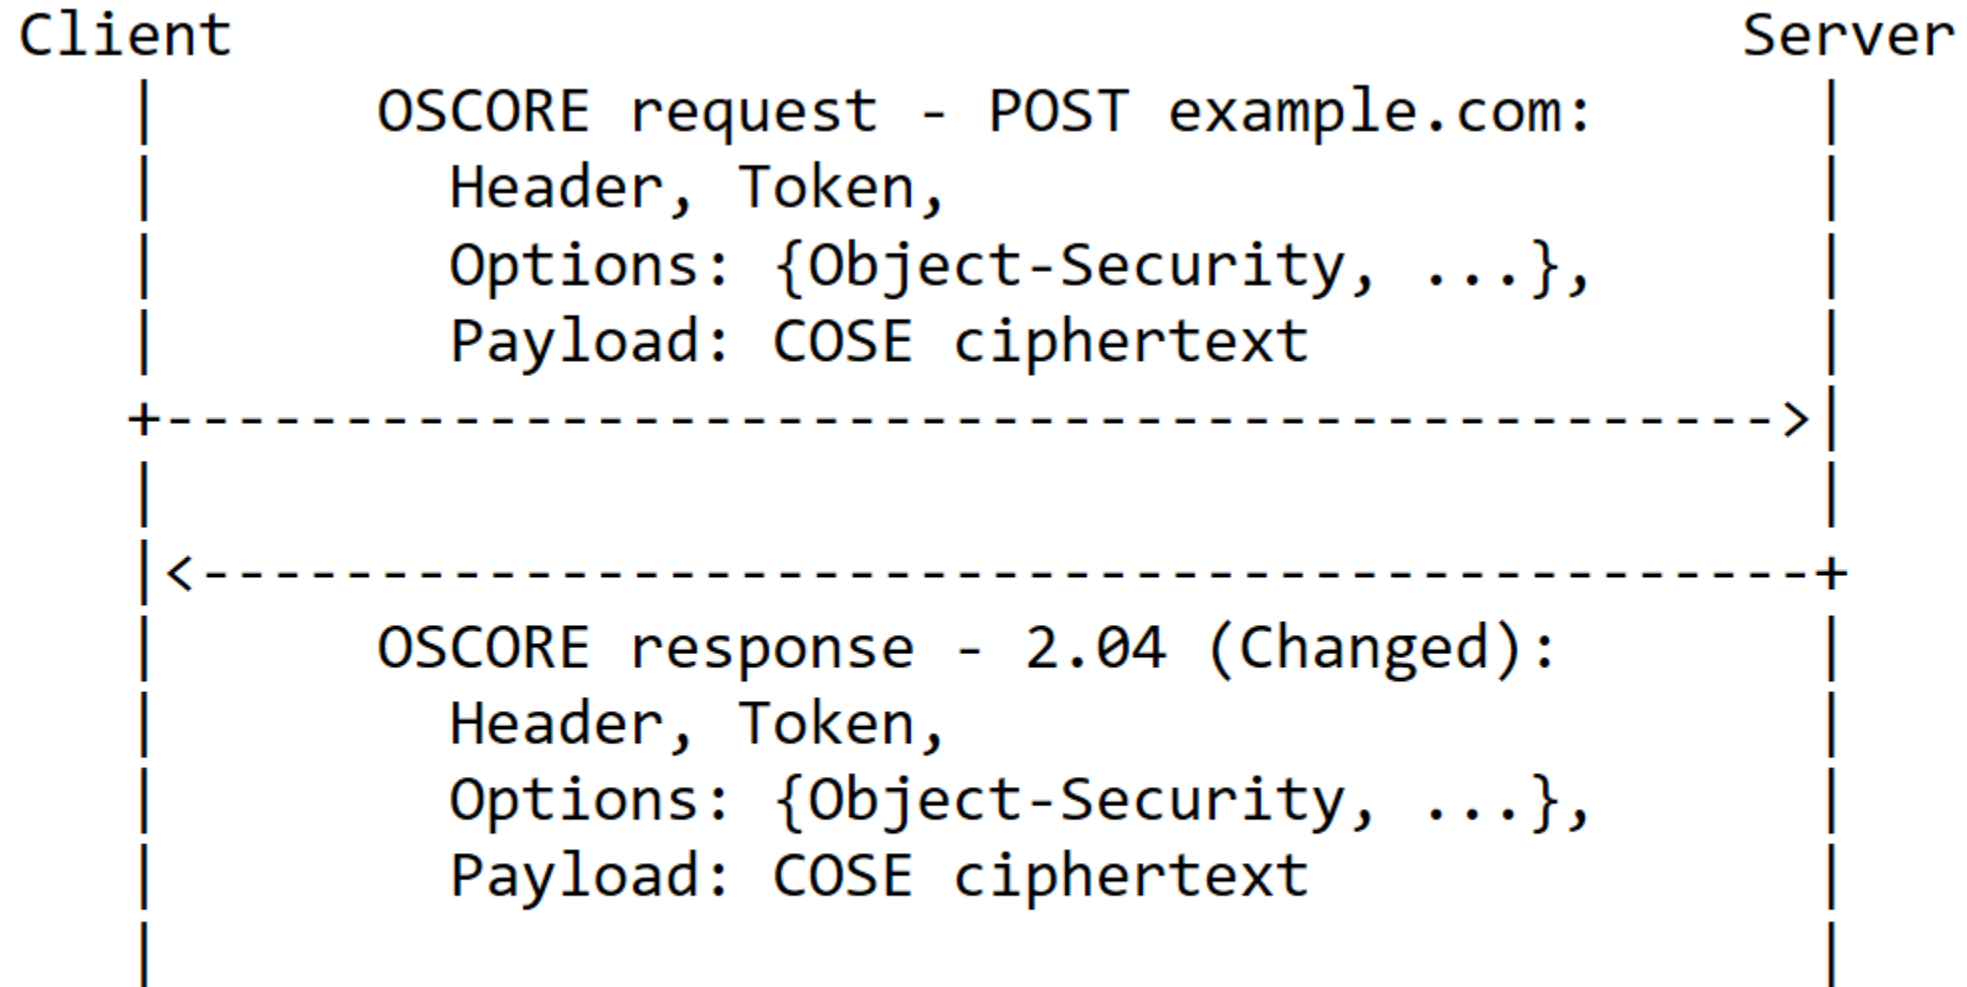 Client                                          Server
   |      OSCORE request - POST example.com:      |
   |        Header, Token,                        |
   |        Options: {Object-Security, ...},      |
   |        Payload: COSE ciphertext              |
   +--------------------------------------------->|
   |                                              |
   |<---------------------------------------------+
   |      OSCORE response - 2.04 (Changed):       |
   |        Header, Token,                        |
   |        Options: {Object-Security, ...},      |
   |        Payload: COSE ciphertext              |
   |                                              |